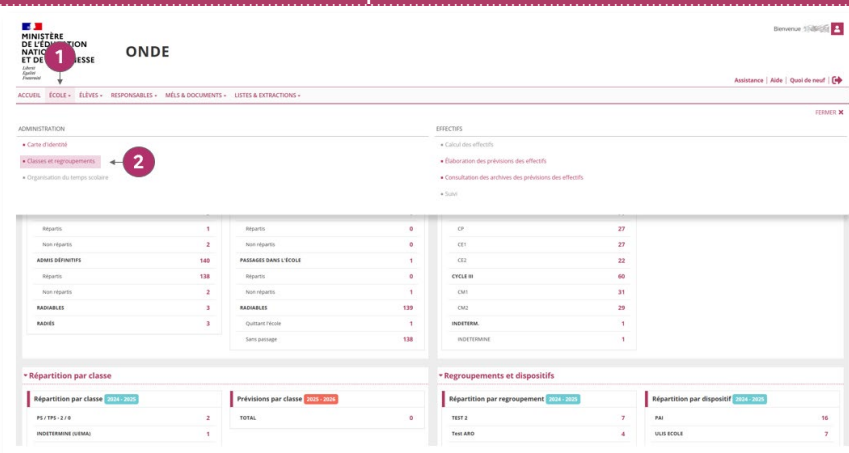 MINISTÈRE
DE L'ÉDUCATION
ET DE
Liberté
Égalité
Fraternité
ONDE
Bienvenue
1
Assistance | Aide | Quoi de neuf |
ACCUEIL ÉCOLE ÉLÈVES RESPONSABLES MÉLS & DOCUMENTS LISTES & EXTRACTIONS
FERMER ✖
ADMINISTRATION
• Carte d'identité
• Classes et regroupements
2
• Organisation du temps scolaire
EFFECTIFS
• Calcul des effectifs
• Élaboration des prévisions des effectifs
• Consultation des archives des prévisions des effectifs
• Suivi
Répartis 1
Non répartis 2
ADMIS DÉFINITIFS 140
Répartis 138
Non répartis 2
RADIABLES 3
RADIÉS 3
Répartis 0
Non répartis 0
PASSAGES DANS L'ÉCOLE 1
Répartis 0
Non répartis 1
RADIABLES 139
Quittant l'école 1
Sans passage 138
CP 27
CE1 27
CE2 22
CYCLE III 60
CM1 31
CM2 29
INDETERM. 1
INDETERMINE 1
Répartition par classe
Répartition par classe 2024 - 2025
PS / TPS - 2 / 0 2
INDETERMINE (UEMA) 1
Prévisions par classe 2025 - 2026
TOTAL 0
Regroupements et dispositifs
Répartition par regroupement 2024 - 2025
TEST 2 7
Test ARO 4
Répartition par dispositif 2024 - 2025
PAI 16
ULIS ECOLE 7